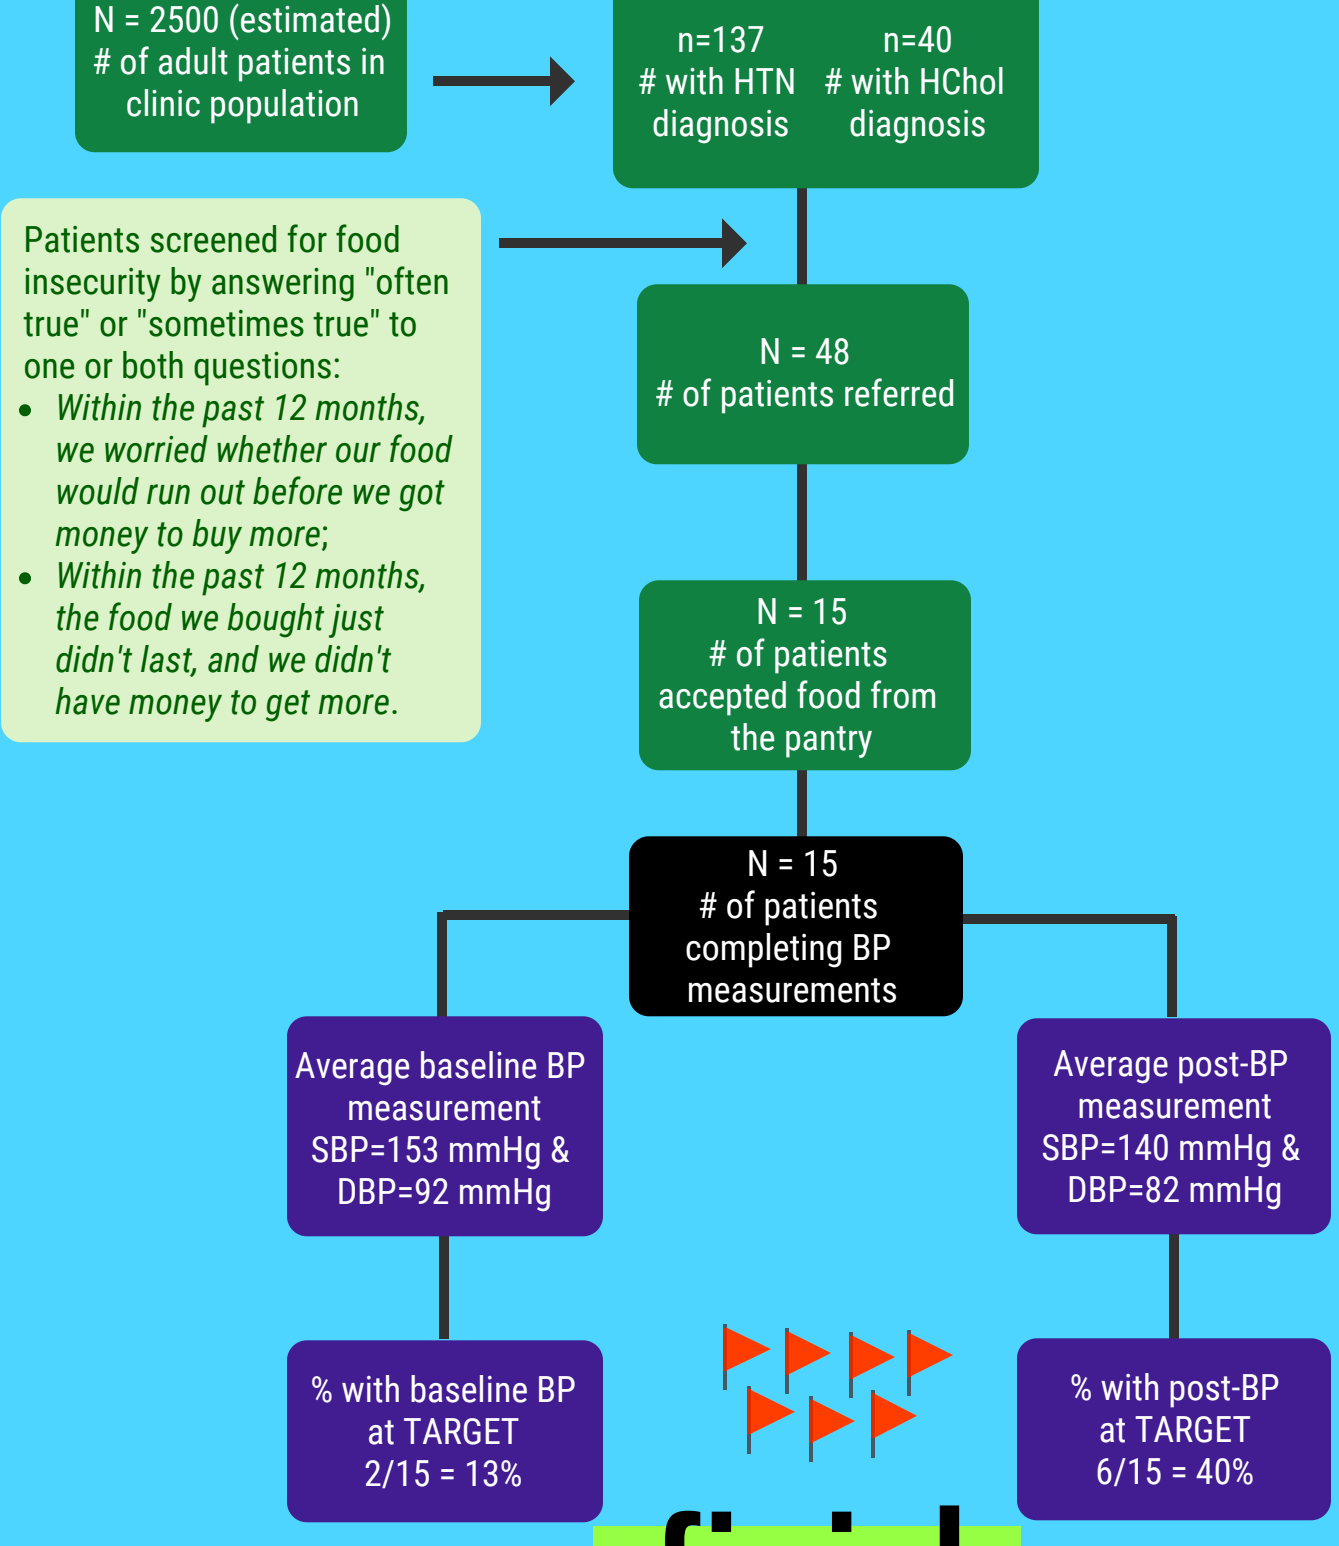 N = 2500 (estimated)
# of adult patients in
clinic population
n=137
# with HTN
diagnosis
n=40
# with HChol
diagnosis
Patients screened for food
insecurity by answering "often
true" or "sometimes true" to
one or both questions:
• Within the past 12 months,
we worried whether our food
would run out before we got
money to buy more;
• Within the past 12 months,
the food we bought just
didn't last, and we didn't
have money to get more.
N = 48
# of patients referred
N = 15
# of patients
accepted food from
the pantry
N = 15
# of patients
completing BP
measurements
Average baseline BP
measurement
SBP=153 mmHg &
DBP=92 mmHg
Average post-BP
measurement
SBP=140 mmHg &
DBP=82 mmHg
% with baseline BP
at TARGET
2/15 = 13%
% with post-BP
at TARGET
6/15 = 40%